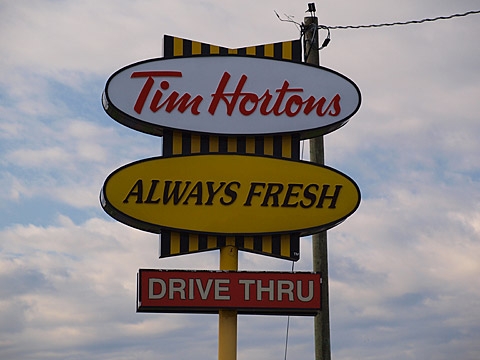 Tim Hortons
ALWAYS FRESH
DRIVE THRU